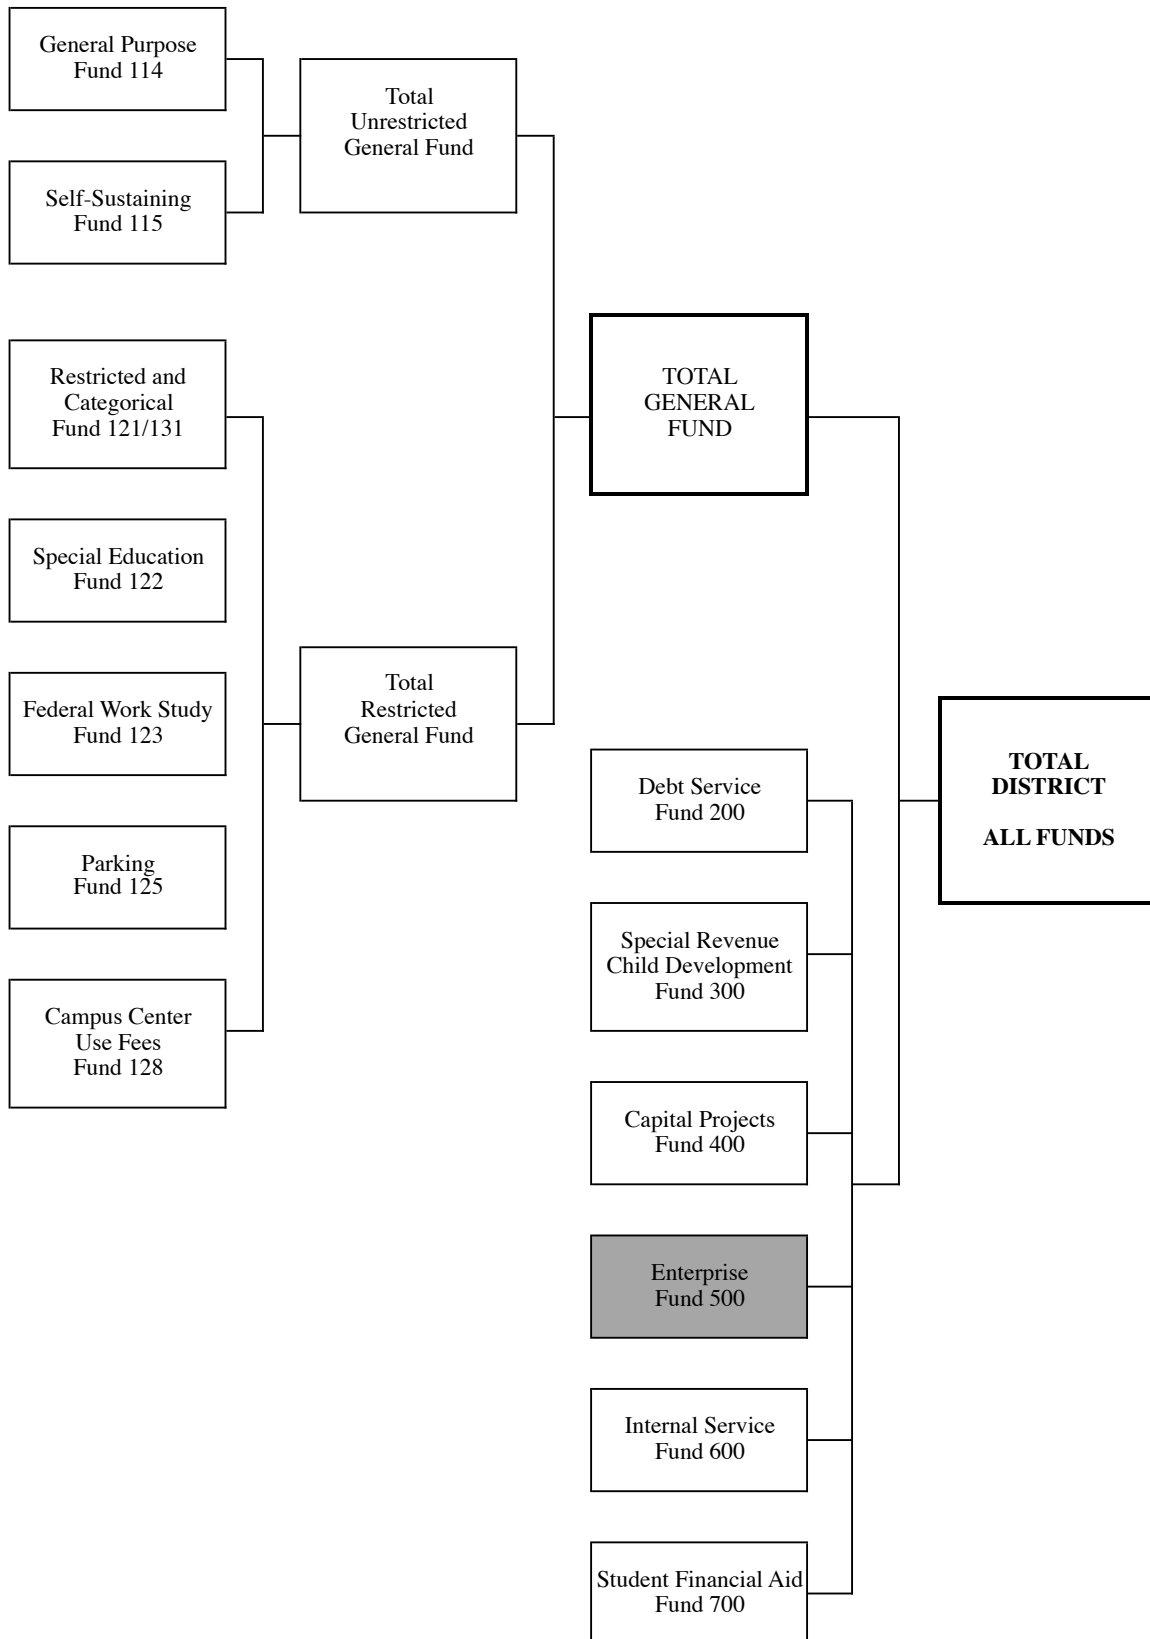 General Purpose
Fund 114
Self-Sustaining
Fund 115
Restricted and
Categorical
Fund 121/131
Special Education
Fund 122
Federal Work Study
Fund 123
Parking
Fund 125
Campus Center
Use Fees
Fund 128
Total
Unrestricted
General Fund
Total
Restricted
General Fund
TOTAL
GENERAL
FUND
Debt Service
Fund 200
Special Revenue
Child Development
Fund 300
Capital Projects
Fund 400
Enterprise
Fund 500
Internal Service
Fund 600
Student Financial Aid
Fund 700
TOTAL
DISTRICT
ALL FUNDS